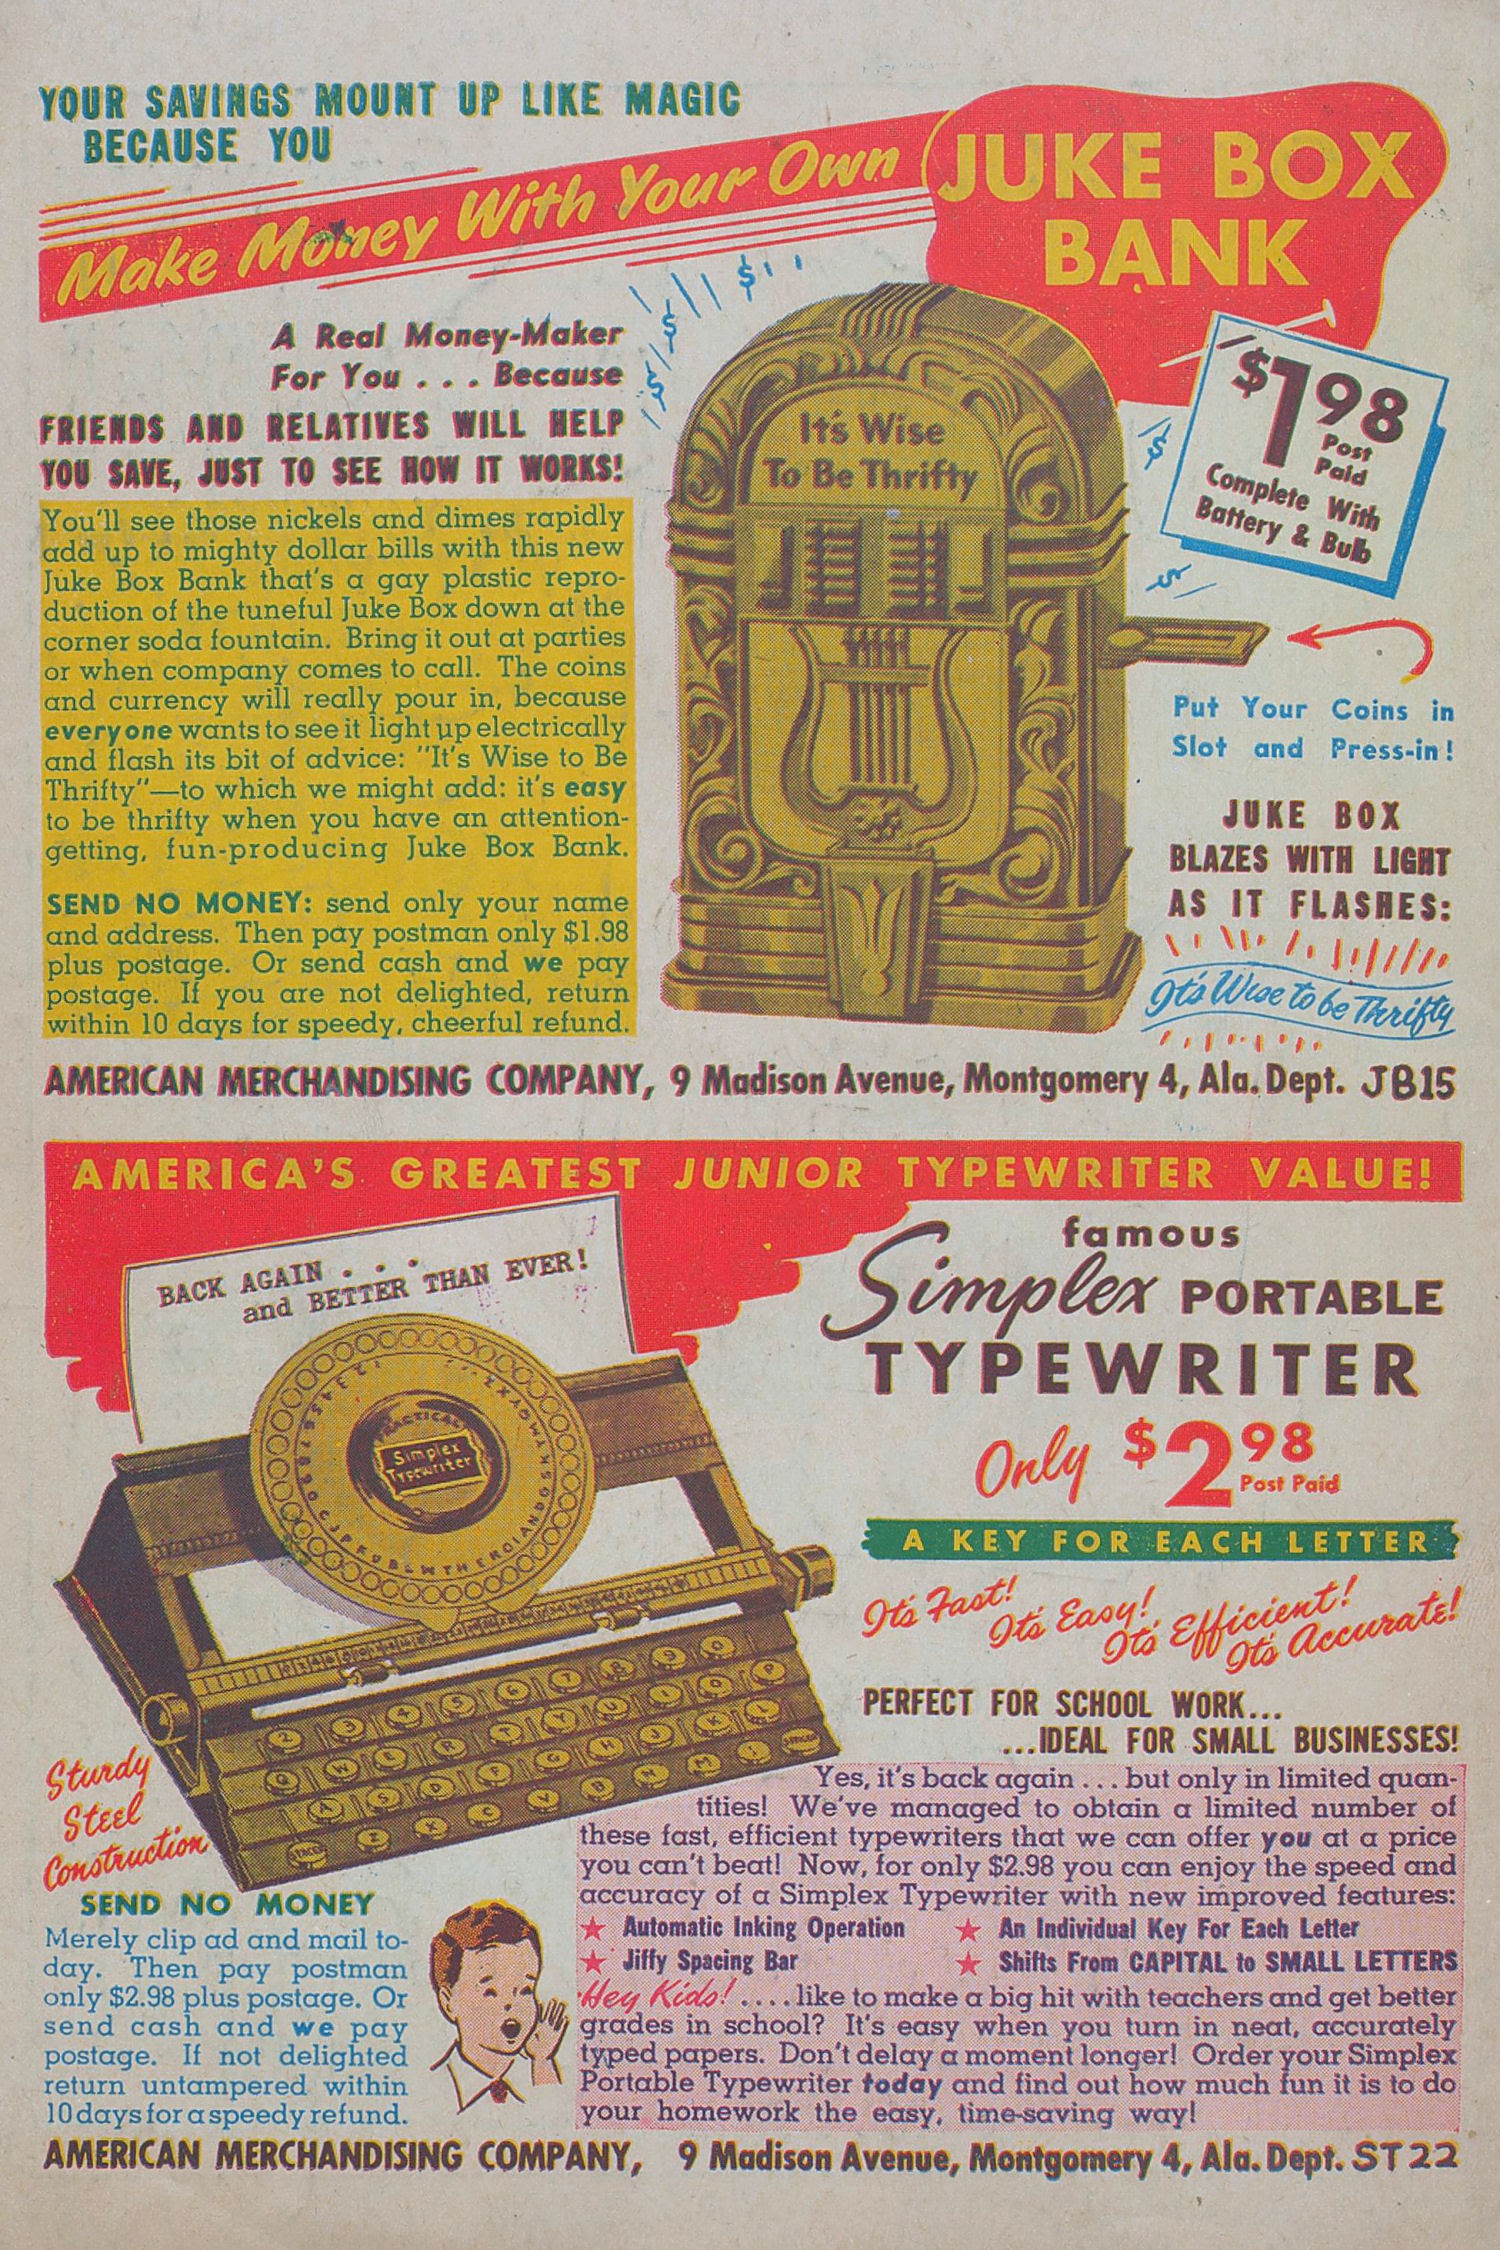 YOUR SAVINGS MOUNT UP LIKE MAGIC
BECAUSE YOU
Make Money With Your Own
JUKE BOX
BANK
A Real Money-Maker
For You . . . Because
FRIENDS AND RELATIVES WILL HELP
YOU SAVE, JUST TO SEE HOW IT WORKS!
You'll see those nickels and dimes rapidly
add up to mighty dollar bills with this new
Juke Box Bank that's a gay plastic repro-
duction of the tuneful Juke Box down at the
corner soda fountain. Bring it out at parties
or when company comes to call. The coins
and currency will really pour in, because
everyone wants to see it light up electrically
and flash its bit of advice: "It's Wise to Be
Thrifty"—to which we might add: it's easy
to be thrifty when you have an attention-
getting, fun-producing Juke Box Bank.
SEND NO MONEY: send only your name
and address. Then pay postman only $1.98
plus postage. Or send cash and we pay
postage. If you are not delighted, return
within 10 days for speedy, cheerful refund.
It's Wise
To Be Thrifty
$ $ $ $ $
$1.98
Post
Paid
Complete With
Battery & Bulb
Put Your Coins in
Slot and Press-in!
JUKE BOX
BLAZES WITH LIGHT
AS IT FLASHES:
It's Wise to be Thrifty
AMERICAN MERCHANDISING COMPANY, 9 Madison Avenue, Montgomery 4, Ala. Dept. JB15
AMERICA'S GREATEST JUNIOR TYPEWRITER VALUE!
BACK AGAIN . . .
and BETTER THAN EVER!
PRACTICAL
Simplex
Typewriter
2 3 4 5 6 7 8 9 0
Q W E R T Y U I O P
A S D F G H J K L
Z X C V B N M
famous
Simplex PORTABLE
TYPEWRITER
Only $2.98
Post Paid
A KEY FOR EACH LETTER
It's Fast!
It's Easy!
It's Efficient!
It's Accurate!
PERFECT FOR SCHOOL WORK...
...IDEAL FOR SMALL BUSINESSES!
Sturdy
Steel
Construction
SEND NO MONEY
Merely clip ad and mail to-
day. Then pay postman
only $2.98 plus postage. Or
send cash and we pay
postage. If not delighted
return untampered within
10 days for a speedy refund.
Yes, it's back again . . . but only in limited quan-
tities! We've managed to obtain a limited number of
these fast, efficient typewriters that we can offer you at a price
you can't beat! Now, for only $2.98 you can enjoy the speed and
accuracy of a Simplex Typewriter with new improved features:
★ Automatic Inking Operation ★ An Individual Key For Each Letter
★ Jiffy Spacing Bar ★ Shifts From CAPITAL to SMALL LETTERS
Hey Kids! . . . . like to make a big hit with teachers and get better
grades in school? It's easy when you turn in neat, accurately
typed papers. Don't delay a moment longer! Order your Simplex
Portable Typewriter today and find out how much fun it is to do
your homework the easy, time-saving way!
AMERICAN MERCHANDISING COMPANY, 9 Madison Avenue, Montgomery 4, Ala. Dept. ST22